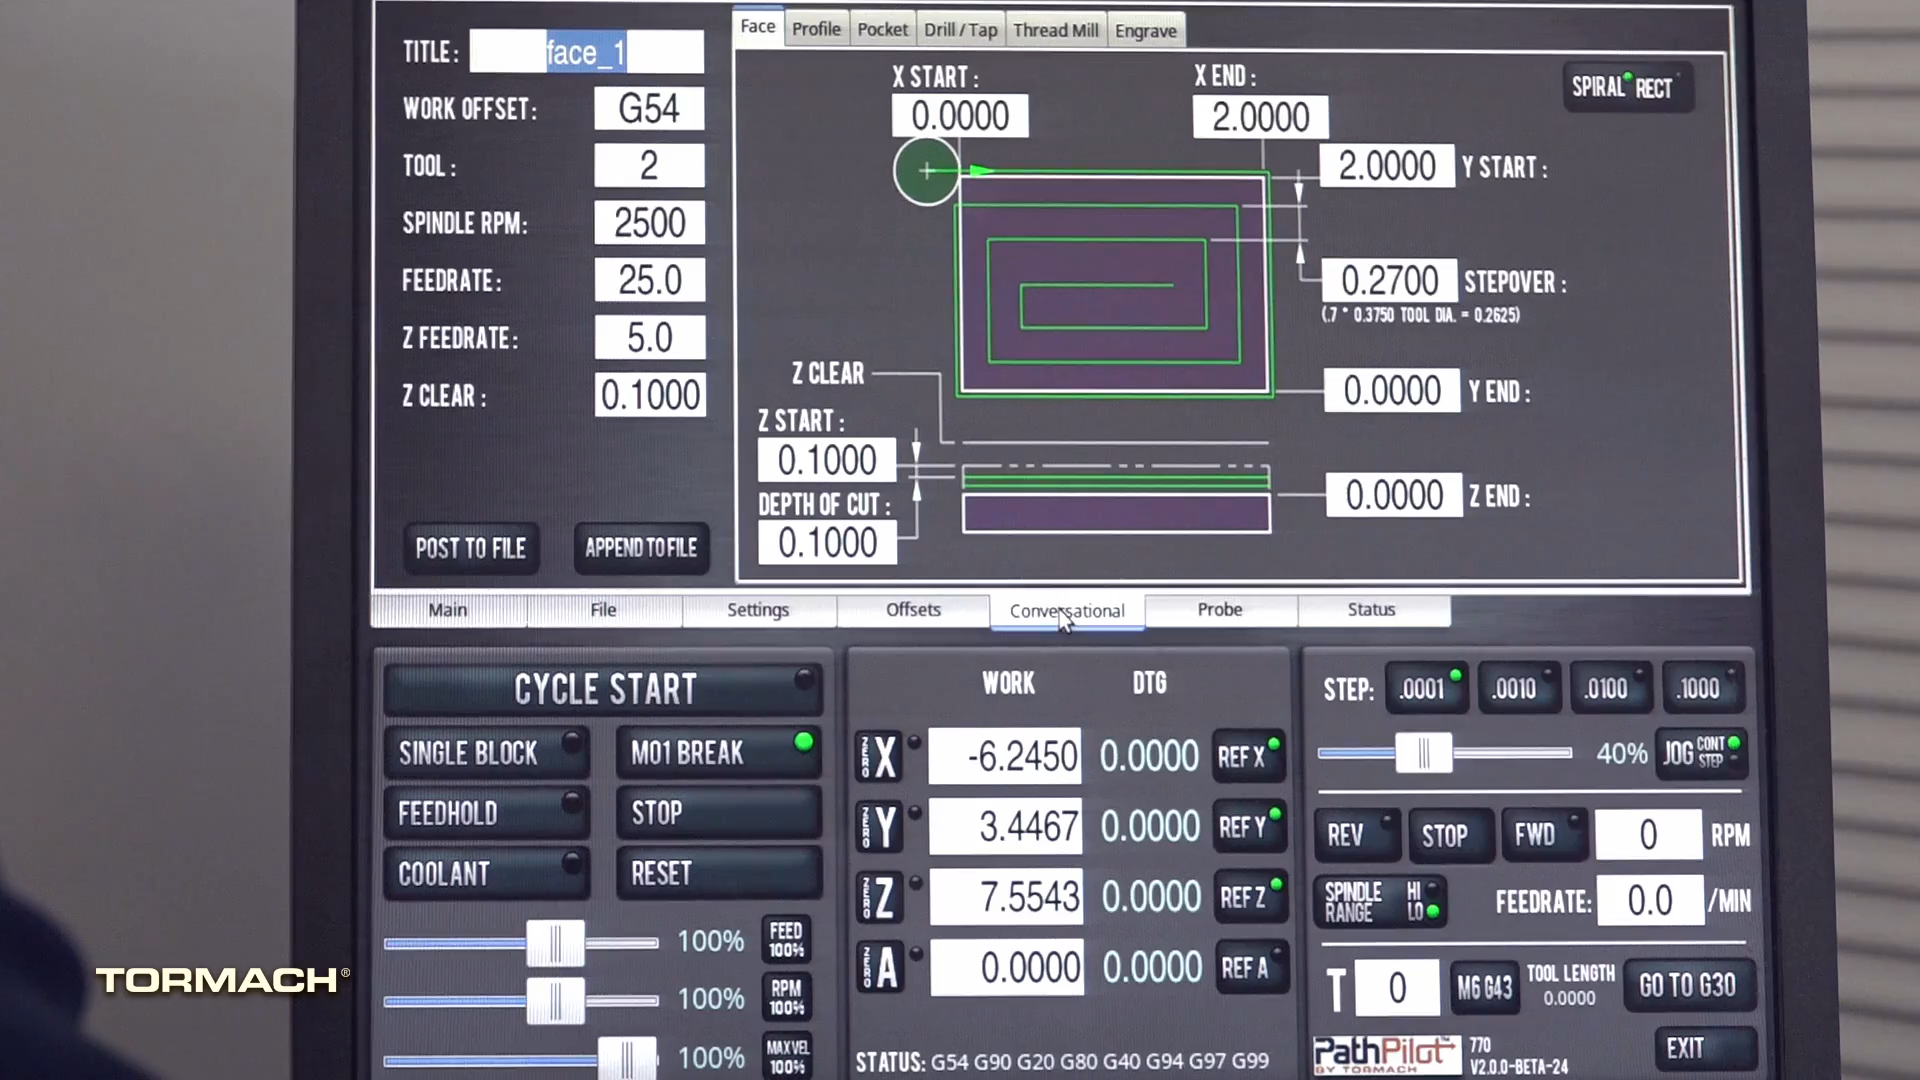 TITLE: face_1
WORK OFFSET: G54
TOOL: 2
SPINDLE RPM: 2500
FEEDRATE: 25.0
Z FEEDRATE: 5.0
Z CLEAR: 0.1000
POST TO FILE APPEND TO FILE
Face Profile Pocket Drill / Tap Thread Mill Engrave
X START: X END:
0.0000 2.0000
SPIRAL RECT
2.0000 Y START:
0.2700 STEPOVER:
(.7 * 0.3750 TOOL DIA. = 0.2625)
Z CLEAR
0.0000 Y END:
Z START:
0.1000
DEPTH OF CUT:
0.1000
0.0000 Z END:
Main File Settings Offsets Conversational Probe Status
CYCLE START
SINGLE BLOCK M01 BREAK
FEEDHOLD STOP
COOLANT RESET
100% FEED 100%
100% RPM 100%
100% MAXVEL 100%
WORK DTG
ZERO X -6.2450 0.0000 REF X
ZERO Y 3.4467 0.0000 REF Y
ZERO Z 7.5543 0.0000 REF Z
ZERO A 0.0000 0.0000 REF A
STATUS: G54 G90 G20 G80 G40 G94 G97 G99
STEP: .0001 .0010 .0100 .1000
40% JOG CONT STEP
REV STOP FWD 0 RPM
SPINDLE RANGE HI LO FEEDRATE: 0.0 /MIN
T 0 M6 G43 TOOL LENGTH 0.0000 GO TO G30
PathPilot™ BY TORMACH
770
V2.0.0-BETA-24
EXIT
TORMACH®